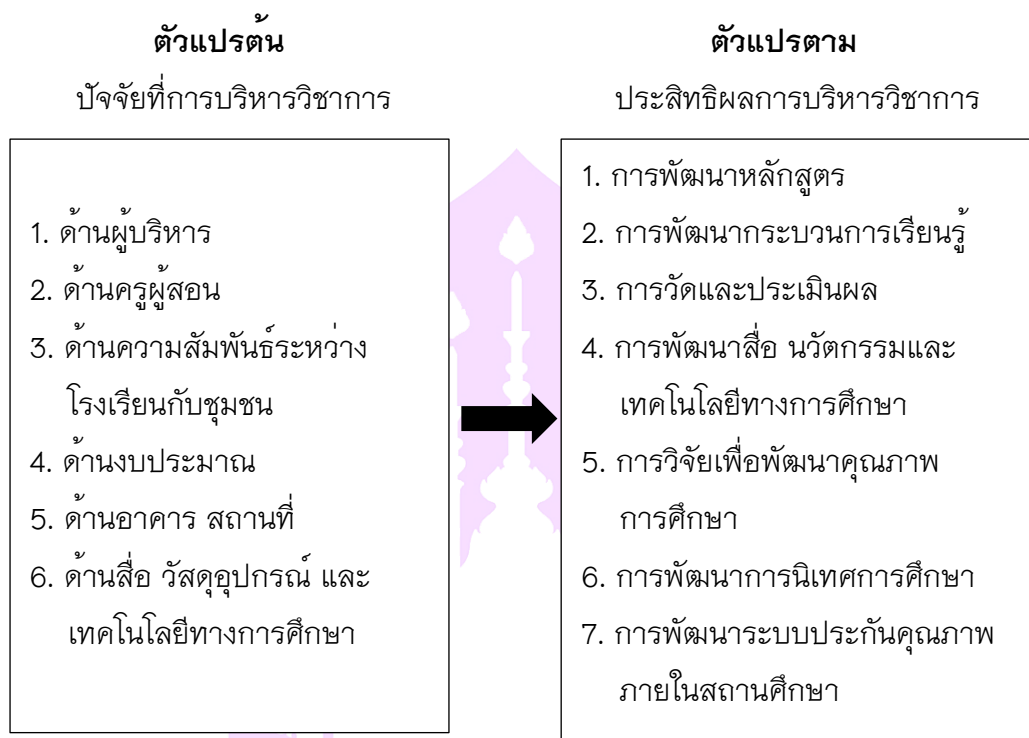 ตัวแปรต้น
ปัจจัยที่การบริหารวิชาการ
1. ด้านผู้บริหาร
2. ด้านครูผู้สอน
3. ด้านความสัมพันธ์ระหว่าง
โรงเรียนกับชุมชน
4. ด้านงบประมาณ
5. ด้านอาคาร สถานที่
6. ด้านสื่อ วัสดุอุปกรณ์ และ
เทคโนโลยีทางการศึกษา
ตัวแปรตาม
ประสิทธิผลการบริหารวิชาการ
1. การพัฒนาหลักสูตร
2. การพัฒนากระบวนการเรียนรู้
3. การวัดและประเมินผล
4. การพัฒนาสื่อ นวัตกรรมและ
เทคโนโลยีทางการศึกษา
5. การวิจัยเพื่อพัฒนาคุณภาพ
การศึกษา
6. การพัฒนาการนิเทศการศึกษา
7. การพัฒนาระบบประกันคุณภาพ
ภายในสถานศึกษา